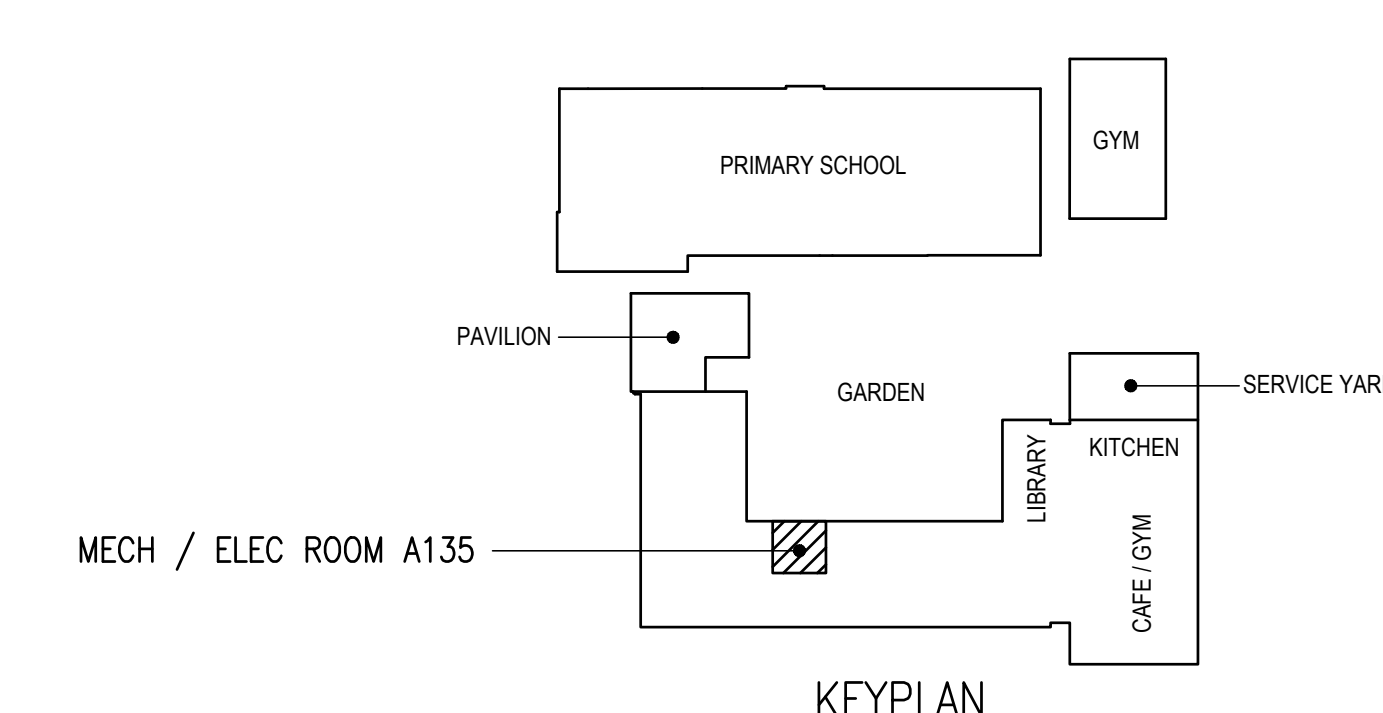 GYM
PRIMARY SCHOOL
PAVILION
GARDEN
SERVICE YAR
LIBRARY
KITCHEN
MECH / ELEC ROOM A135
CAFE / GYM
KEYPLAN